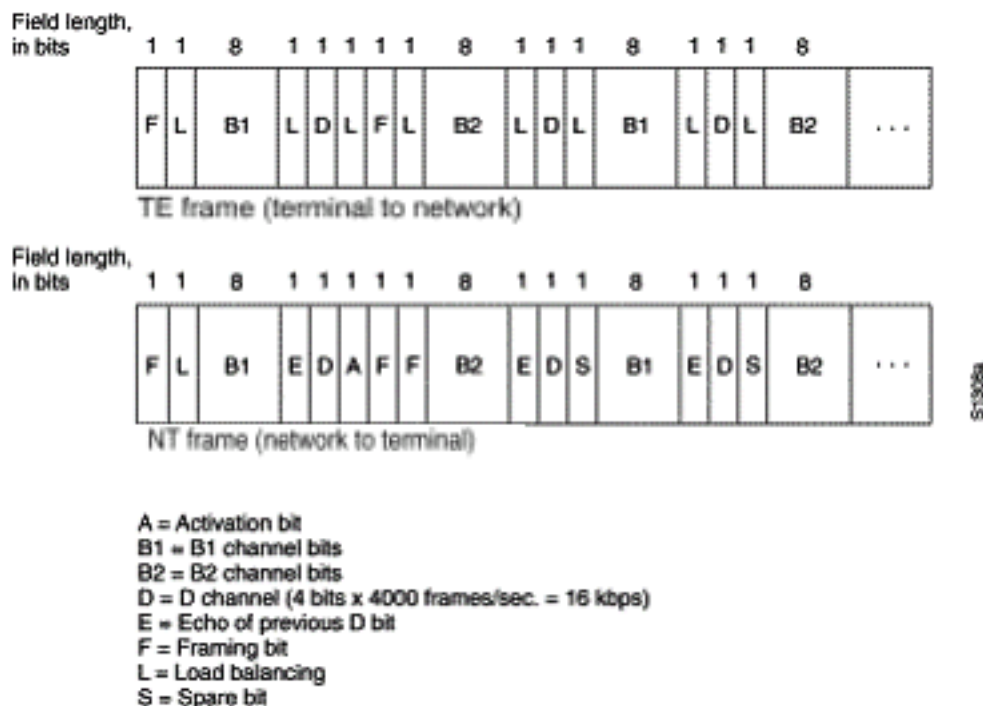 Field length,
in bits 1 1 8 1 1 1 1 1 8 1 1 1 8 1 1 1 8
F L B1 L D L F L B2 L D L B1 L D L B2 ...
TE frame (terminal to network)
Field length,
in bits 1 1 8 1 1 1 1 1 8 1 1 1 8 1 1 1 8
F L B1 E D A F F B2 E D S B1 E D S B2 ...
NT frame (network to terminal)
S1308a
A = Activation bit
B1 = B1 channel bits
B2 = B2 channel bits
D = D channel (4 bits x 4000 frames/sec. = 16 kbps)
E = Echo of previous D bit
F = Framing bit
L = Load balancing
S = Spare bit